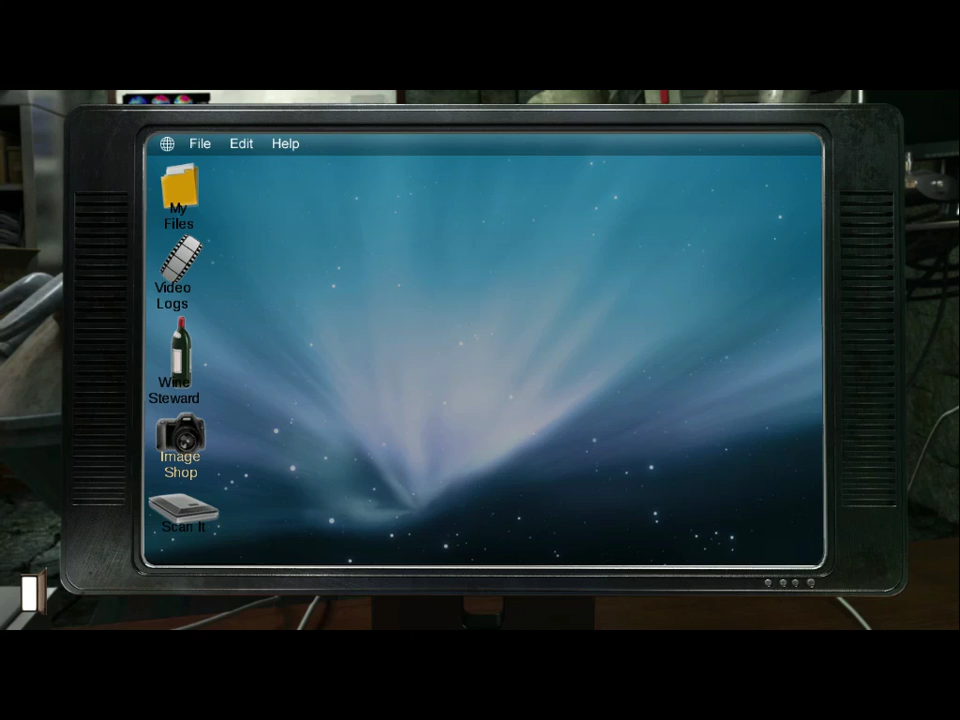 File Edit Help
My
Files
Video
Logs
Wine
Steward
Image
Shop
Scan It